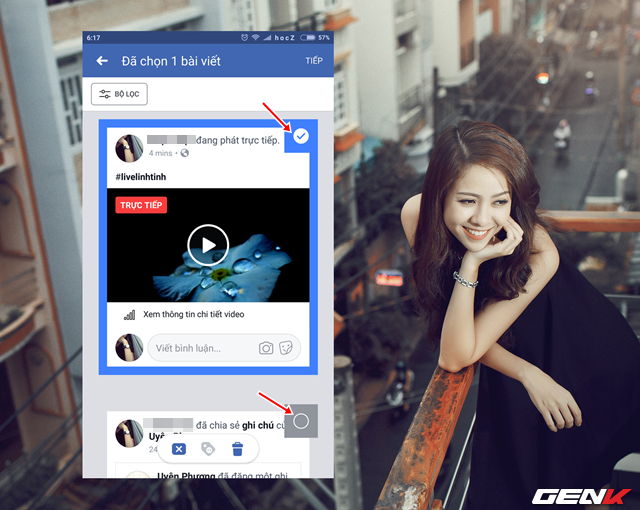 6:17
hocZ 57%
Đã chọn 1 bài viết
TIẾP
BỘ LỌC
đang phát trực tiếp.
4 mins
#livelinhtinh
TRỰC TIẾP
Xem thông tin chi tiết video
Viết bình luận...
đã chia sẻ ghi chú
24
Uyên Phương đã đăng một ghi
GENK